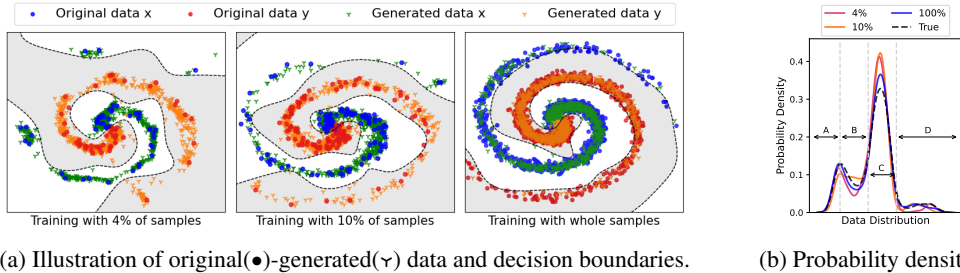 Original data x Original data y Generated data x Generated data y
Training with 4% of samples Training with 10% of samples Training with whole samples
(a) Illustration of original(●)-generated(⅄) data and decision boundaries.
4% 100%
10% True
Probability Density
0.4
0.3
0.2
0.1
0.0
A B C D
Data Distribution
(b) Probability densit